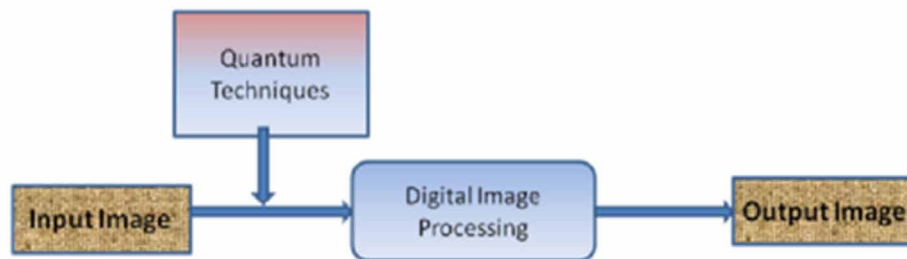 Quantum
Techniques
Input Image
Digital Image
Processing
Output Image